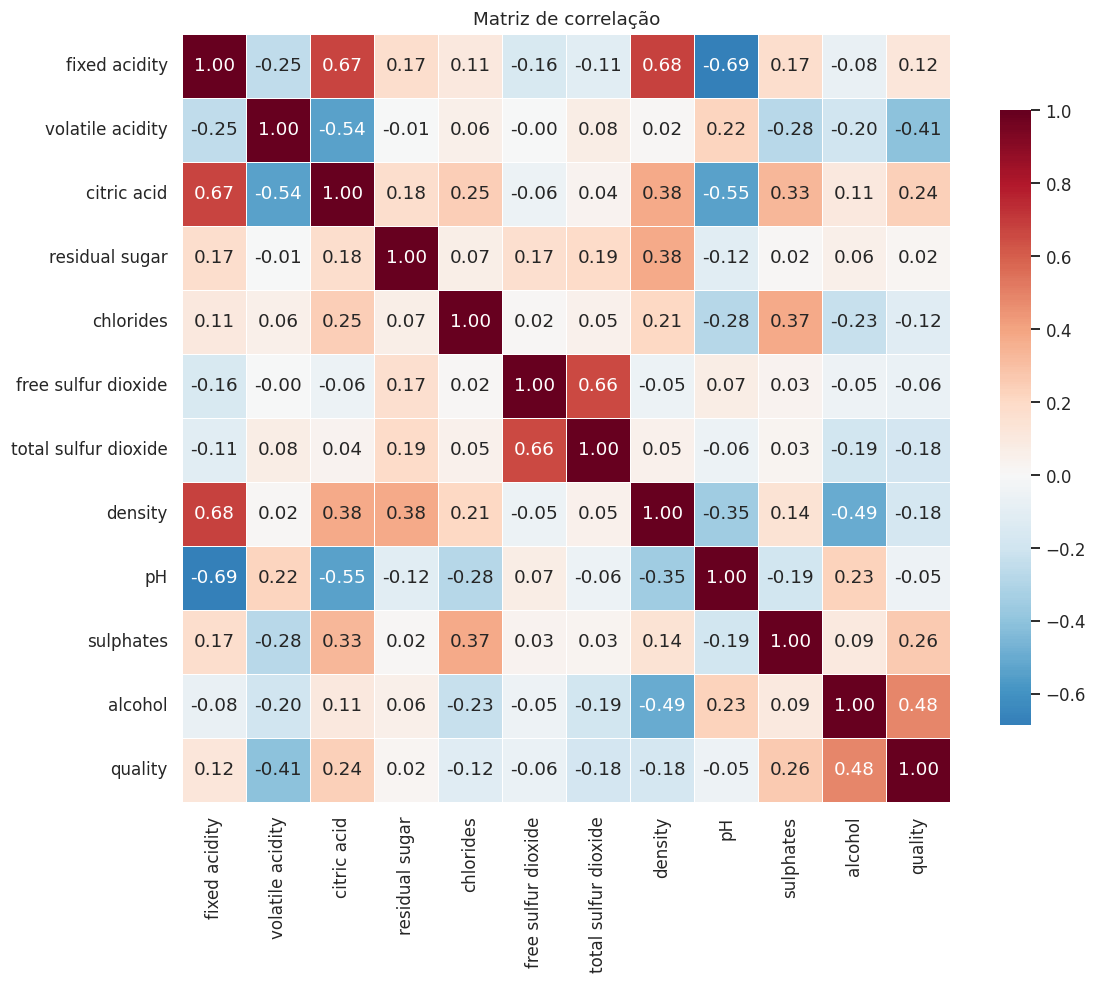 Matriz de correlação
fixed acidity 1.00 -0.25 0.67 0.17 0.11 -0.16 -0.11 0.68 -0.69 0.17 -0.08 0.12
volatile acidity -0.25 1.00 -0.54 -0.01 0.06 -0.00 0.08 0.02 0.22 -0.28 -0.20 -0.41
citric acid 0.67 -0.54 1.00 0.18 0.25 -0.06 0.04 0.38 -0.55 0.33 0.11 0.24
residual sugar 0.17 -0.01 0.18 1.00 0.07 0.17 0.19 0.38 -0.12 0.02 0.06 0.02
chlorides 0.11 0.06 0.25 0.07 1.00 0.02 0.05 0.21 -0.28 0.37 -0.23 -0.12
free sulfur dioxide -0.16 -0.00 -0.06 0.17 0.02 1.00 0.66 -0.05 0.07 0.03 -0.05 -0.06
total sulfur dioxide -0.11 0.08 0.04 0.19 0.05 0.66 1.00 0.05 -0.06 0.03 -0.19 -0.18
density 0.68 0.02 0.38 0.38 0.21 -0.05 0.05 1.00 -0.35 0.14 -0.49 -0.18
pH -0.69 0.22 -0.55 -0.12 -0.28 0.07 -0.06 -0.35 1.00 -0.19 0.23 -0.05
sulphates 0.17 -0.28 0.33 0.02 0.37 0.03 0.03 0.14 -0.19 1.00 0.09 0.26
alcohol -0.08 -0.20 0.11 0.06 -0.23 -0.05 -0.19 -0.49 0.23 0.09 1.00 0.48
quality 0.12 -0.41 0.24 0.02 -0.12 -0.06 -0.18 -0.18 -0.05 0.26 0.48 1.00
fixed acidity
volatile acidity
citric acid
residual sugar
chlorides
free sulfur dioxide
total sulfur dioxide
density
pH
sulphates
alcohol
quality
1.0
0.8
0.6
0.4
0.2
0.0
−0.2
−0.4
−0.6